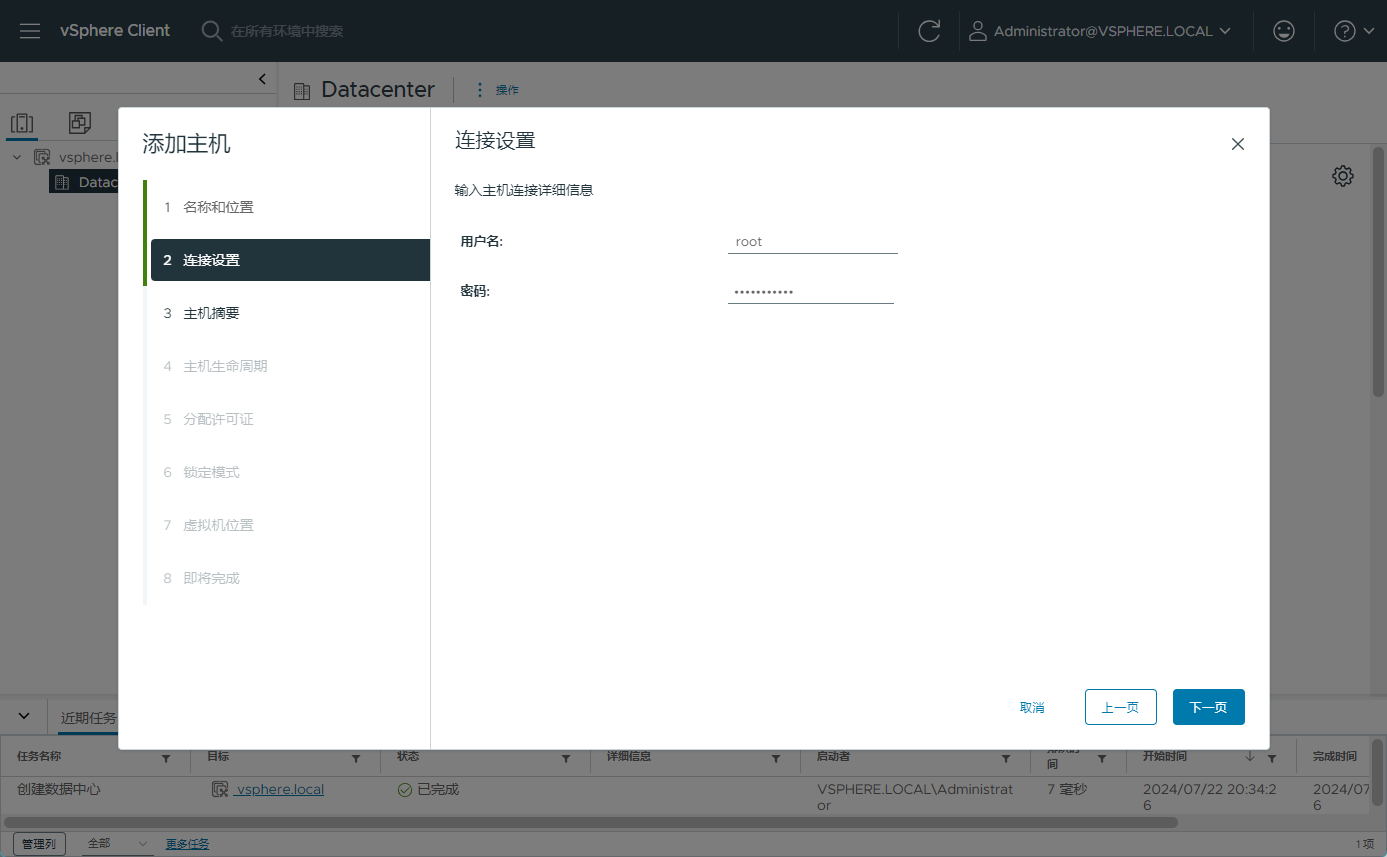 vSphere Client
在所有环境中搜索
Administrator@VSPHERE.LOCAL
Datacenter
操作
vsphere.l
Datac
添加主机
1 名称和位置
2 连接设置
3 主机摘要
4 主机生命周期
5 分配许可证
6 锁定模式
7 虚拟机位置
8 即将完成
连接设置
输入主机连接详细信息
用户名: root
密码: •••••••••••
取消
上一页
下一页
近期任务
任务名称 目标 状态 详细信息 启动者 间 开始时间 完成时间
创建数据中心 vsphere.local 已完成 VSPHERE.LOCAL\Administrat 7 毫秒 2024/07/22 20:34:2 2024/07
or 6 6
管理列 全部 更多任务 1 项